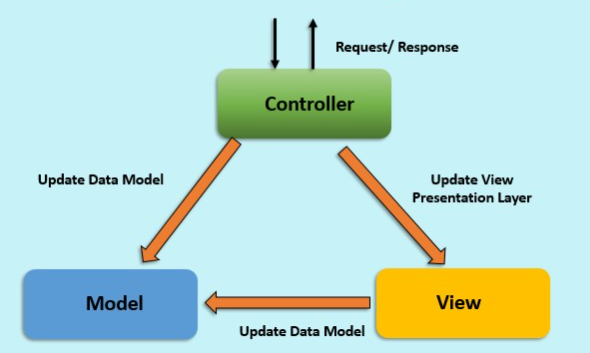 Request/ Response
Controller
Update Data Model
Update View
Presentation Layer
Model
View
Update Data Model